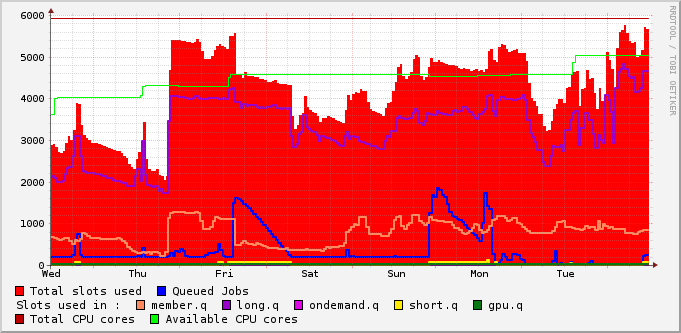 6000
5000
4000
3000
2000
1000
0
Wed Thu Fri Sat Sun Mon Tue
Total slots used Queued Jobs
Slots used in : member.q long.q ondemand.q short.q gpu.q
Total CPU cores Available CPU cores
RRDTOOL / TOBI OETIKER